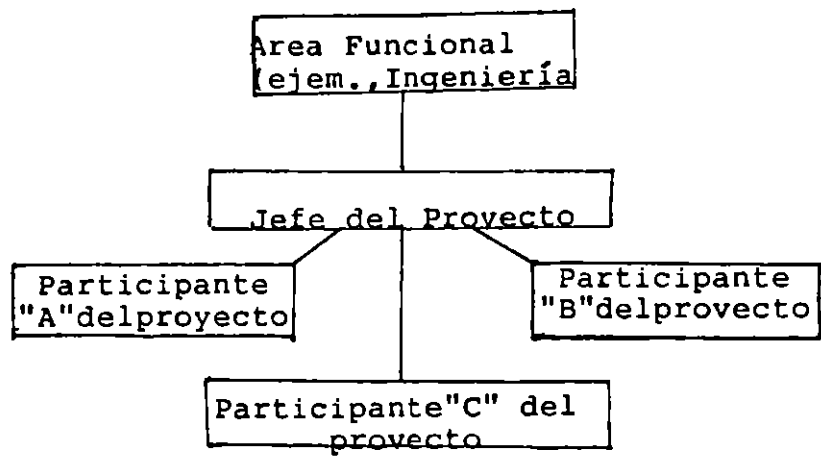 Area Funcional
(ejem.,Ingeniería
Jefe del Proyecto
Participante
"A"delproyecto
Participante
"B"delproyecto
Participante"C" del
proyecto